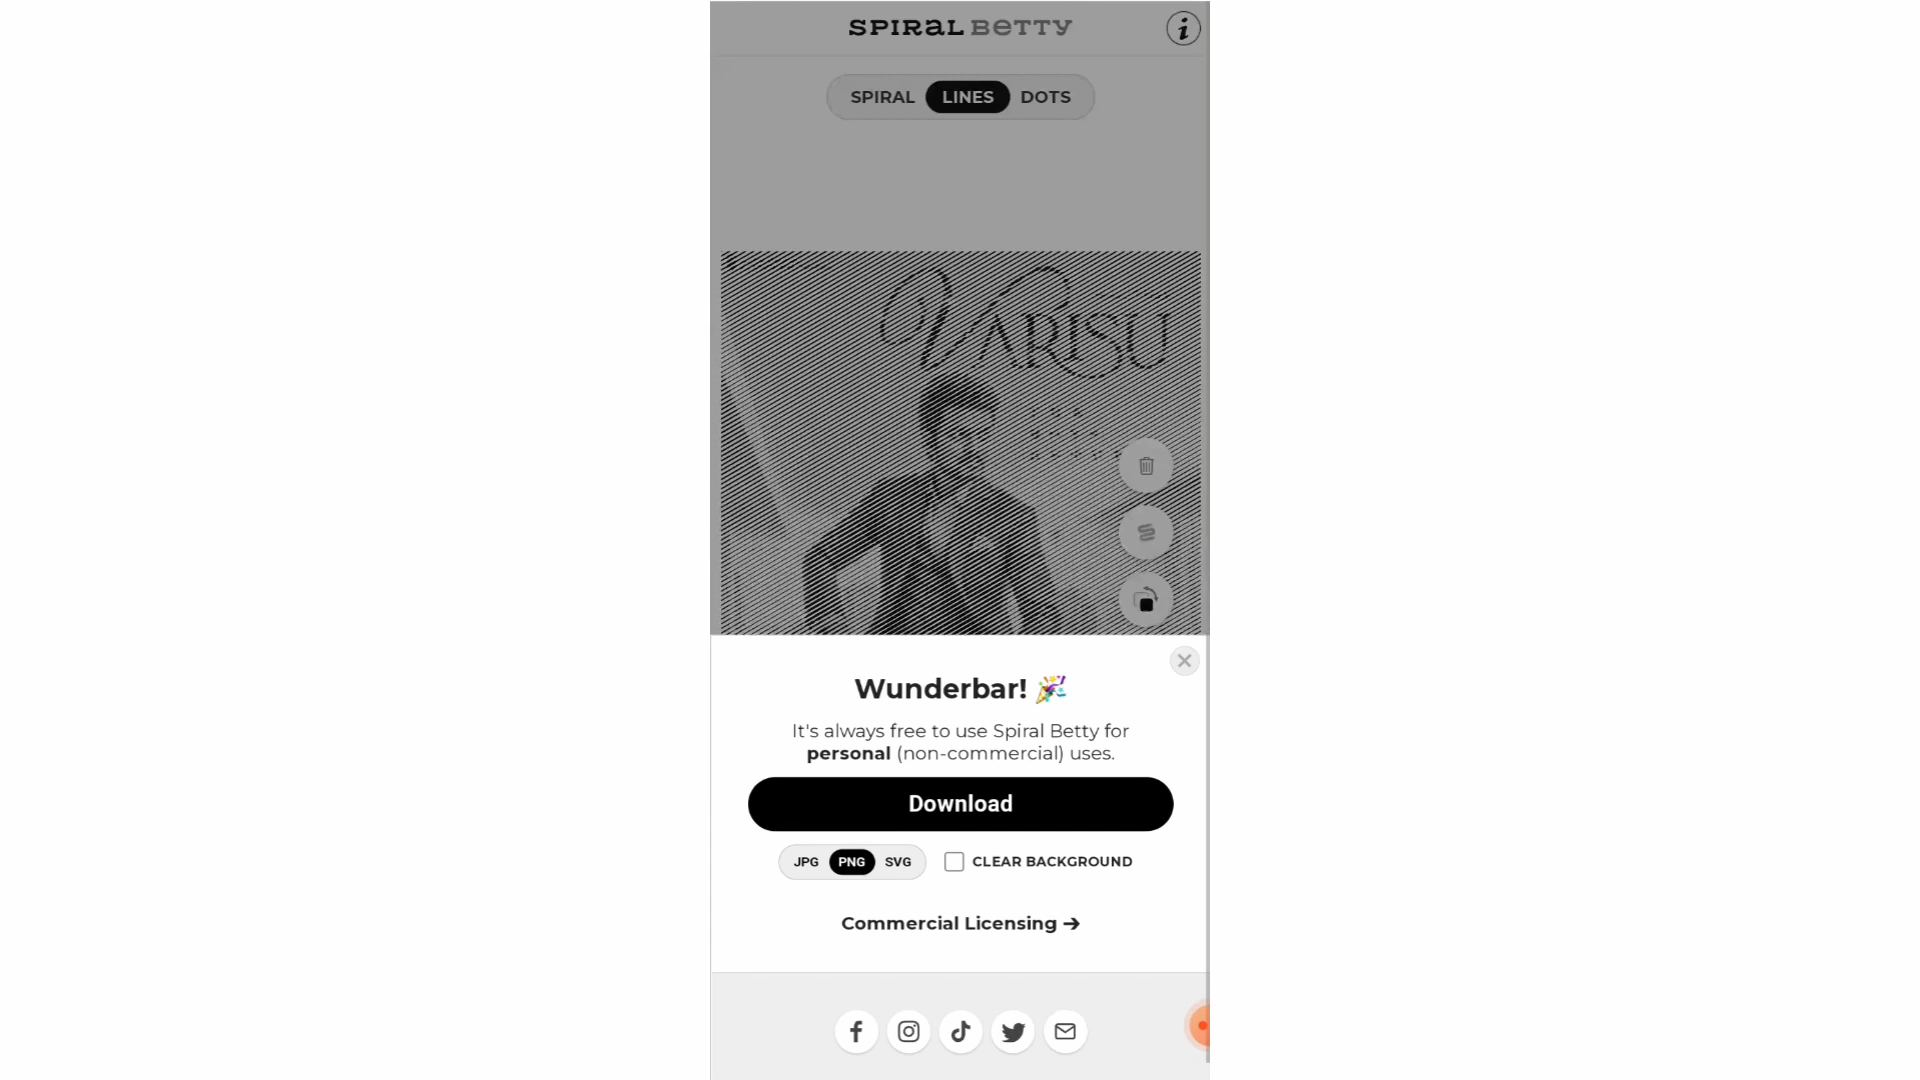 SPIRAL BETTY
SPIRAL LINES DOTS
VARISU
Wunderbar! 🎉
It's always free to use Spiral Betty for
personal (non-commercial) uses.
Download
JPG PNG SVG CLEAR BACKGROUND
Commercial Licensing ➔